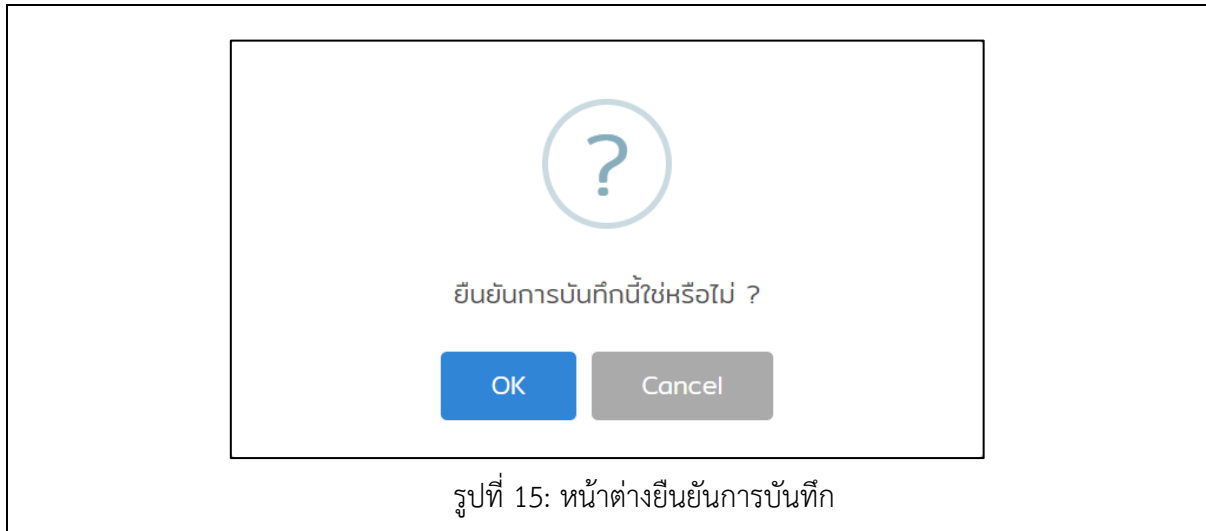 ?
ยืนยันการบันทึกนี้ใช่หรือไม่ ?
OK Cancel
รูปที่ 15: หน้าต่างยืนยันการบันทึก